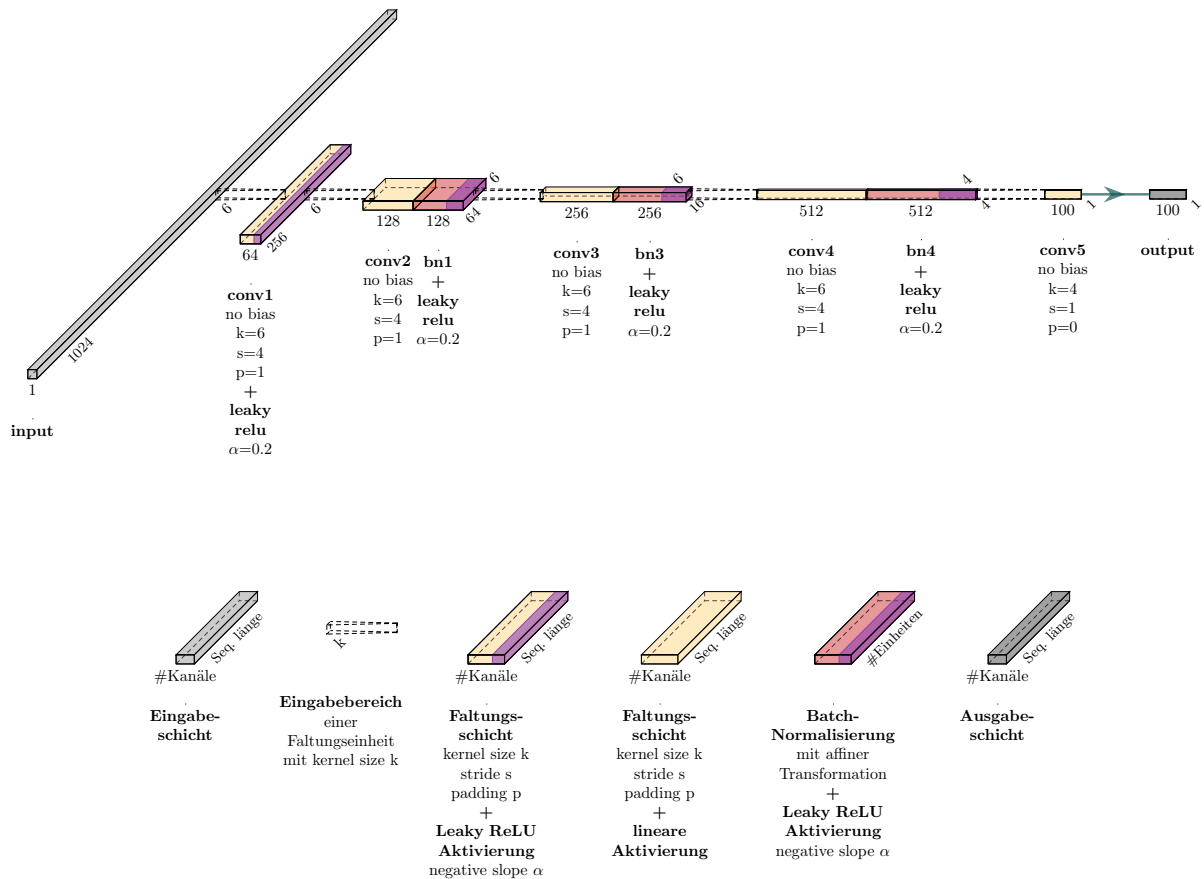 1024
1
.
input
6
64
256
.
conv1
no bias
k=6
s=4
p=1
+
leaky
relu
α=0.2
6
128
.
conv2
no bias
k=6
s=4
p=1
128
64
6
.
bn1
+
leaky
relu
α=0.2
256
.
conv3
no bias
k=6
s=4
p=1
256
16
6
.
bn3
+
leaky
relu
α=0.2
512
.
conv4
no bias
k=6
s=4
p=1
512
4
4
.
bn4
+
leaky
relu
α=0.2
100
1
.
conv5
no bias
k=4
s=1
p=0
100
1
.
output
#Kanäle
Seq. länge
.
Eingabe-
schicht
k
Eingabebereich
einer
Faltungseinheit
mit kernel size k
#Kanäle
Seq. länge
.
Faltungs-
schicht
kernel size k
stride s
padding p
+
Leaky ReLU
Aktivierung
negative slope α
#Kanäle
Seq. länge
.
Faltungs-
schicht
kernel size k
stride s
padding p
+
lineare
Aktivierung
#Einheiten
.
Batch-
Normalisierung
mit affiner
Transformation
+
Leaky ReLU
Aktivierung
negative slope α
#Kanäle
Seq. länge
.
Ausgabe-
schicht